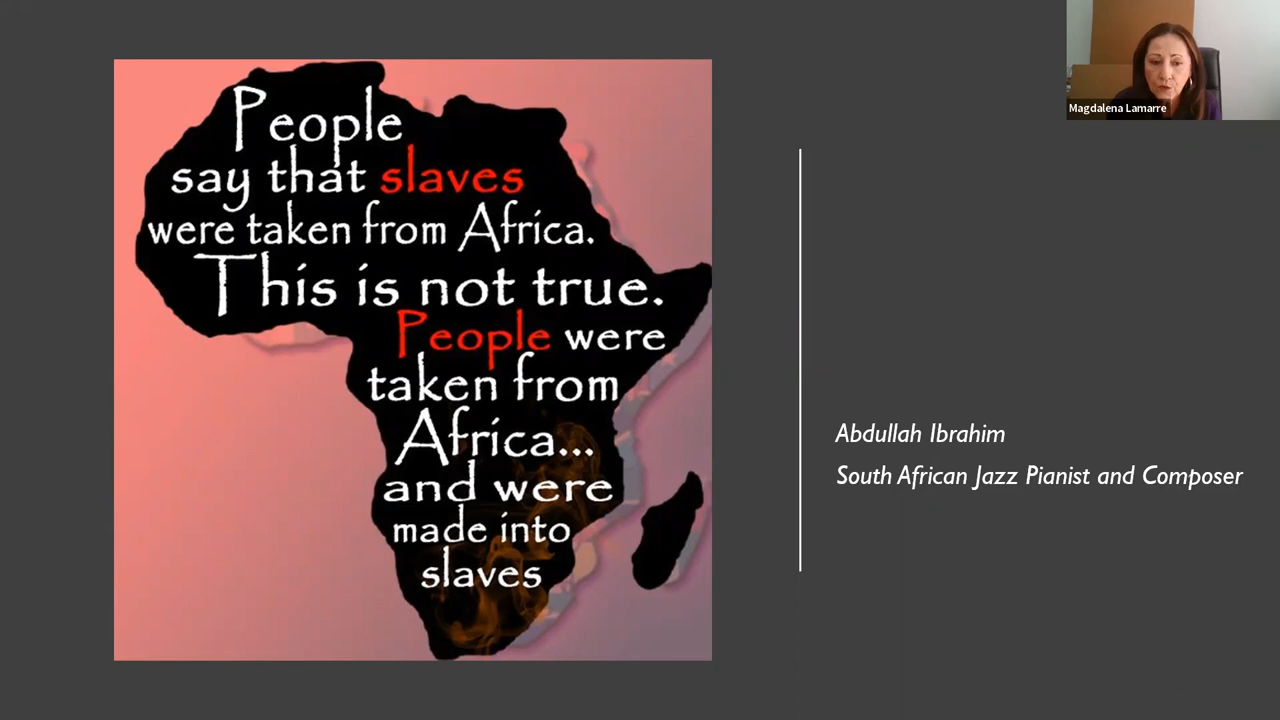 People
say that slaves
were taken from Africa.
This is not true.
People were
taken from
Africa...
and were
made into
slaves
Abdullah Ibrahim
South African Jazz Pianist and Composer
Magdalena Lamarre